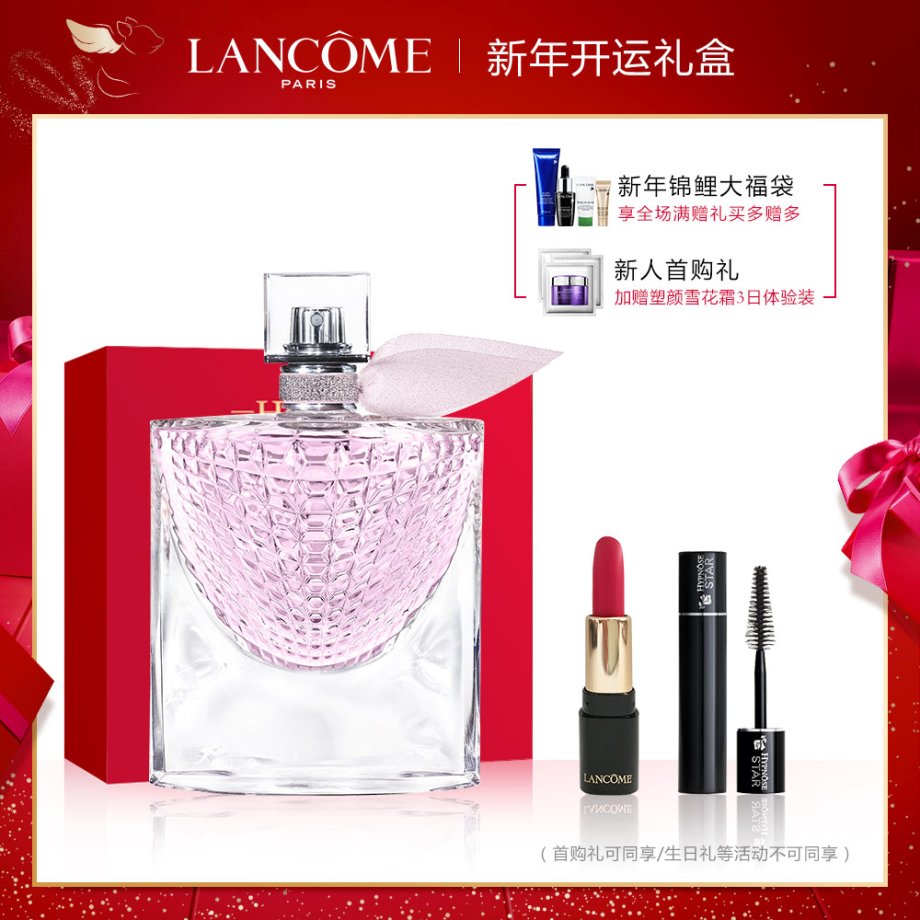 LANCÔME
PARIS
新年开运礼盒
新年锦鲤大福袋
享全场满赠礼买多赠多
新人首购礼
加赠塑颜雪花霜3日体验装
LANCÔME
HYPNÔSE
STAR
HYPNÔSE
STAR
(首购礼可同享/生日礼等活动不可同享)